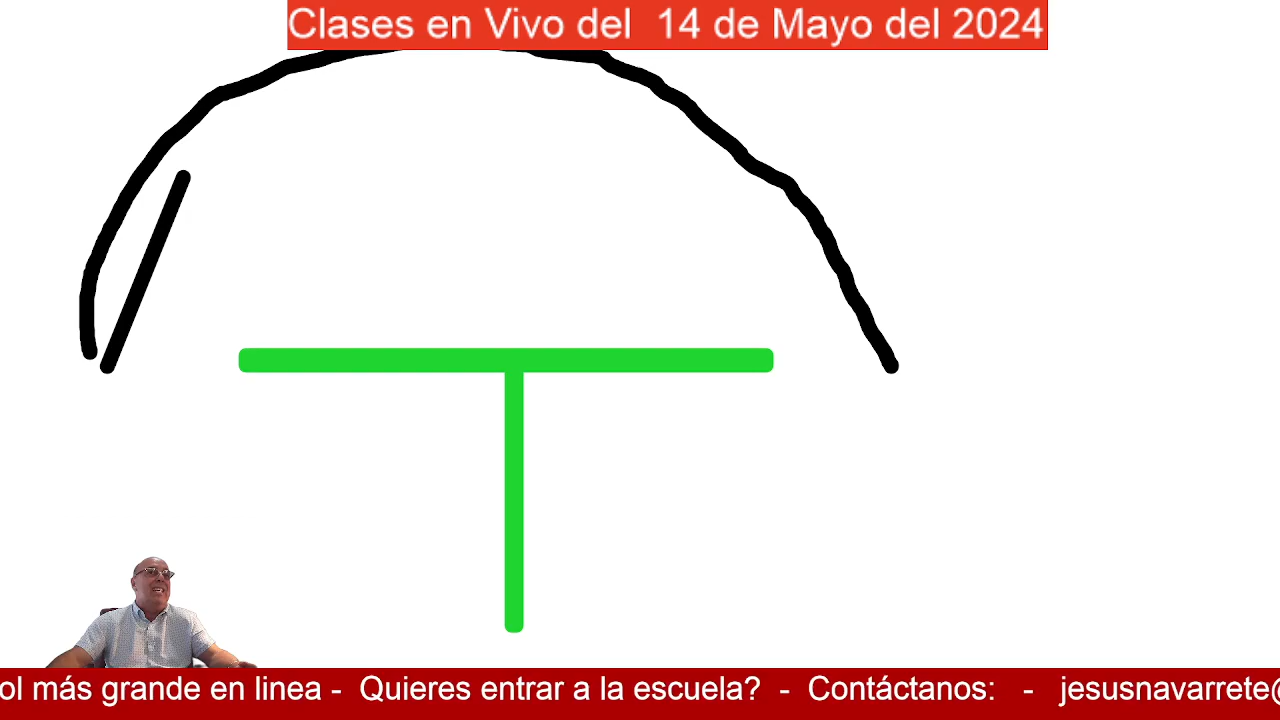 Clases en Vivo del  14 de Mayo del 2024
ol más grande en linea -  Quieres entrar a la escuela?  -  Contáctanos:   -   jesusnavarrete@